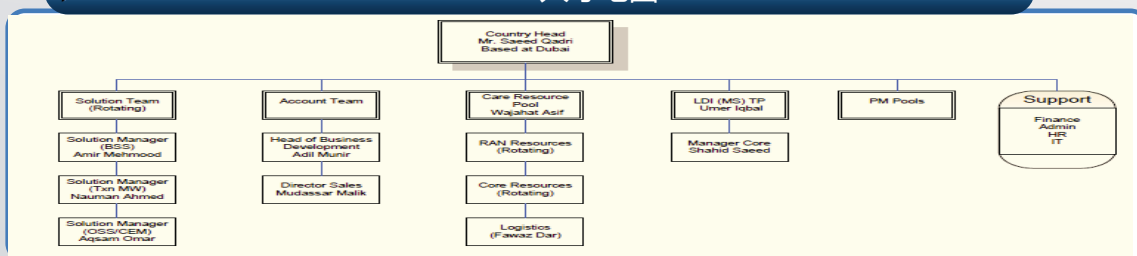 Country Head
Mr. Saeed Qadri
Based at Dubai
Solution Team
(Rotating)
Solution Manager
(BSS)
Amir Mehmood
Solution Manager
(Txn MW)
Nauman Ahmed
Solution Manager
(OSS/CEM)
Aqsam Omar
Account Team
Head of Business
Development
Adil Munir
Director Sales
Mudassar Malik
Care Resource
Pool
Wajahat Asif
RAN Resources
(Rotating)
Core Resources
(Rotating)
Logistics
(Fawaz Dar)
LDI (MS) TP
Umer Iqbal
Manager Core
Shahid Saeed
PM Pools
Support
Finance
Admin
HR
IT